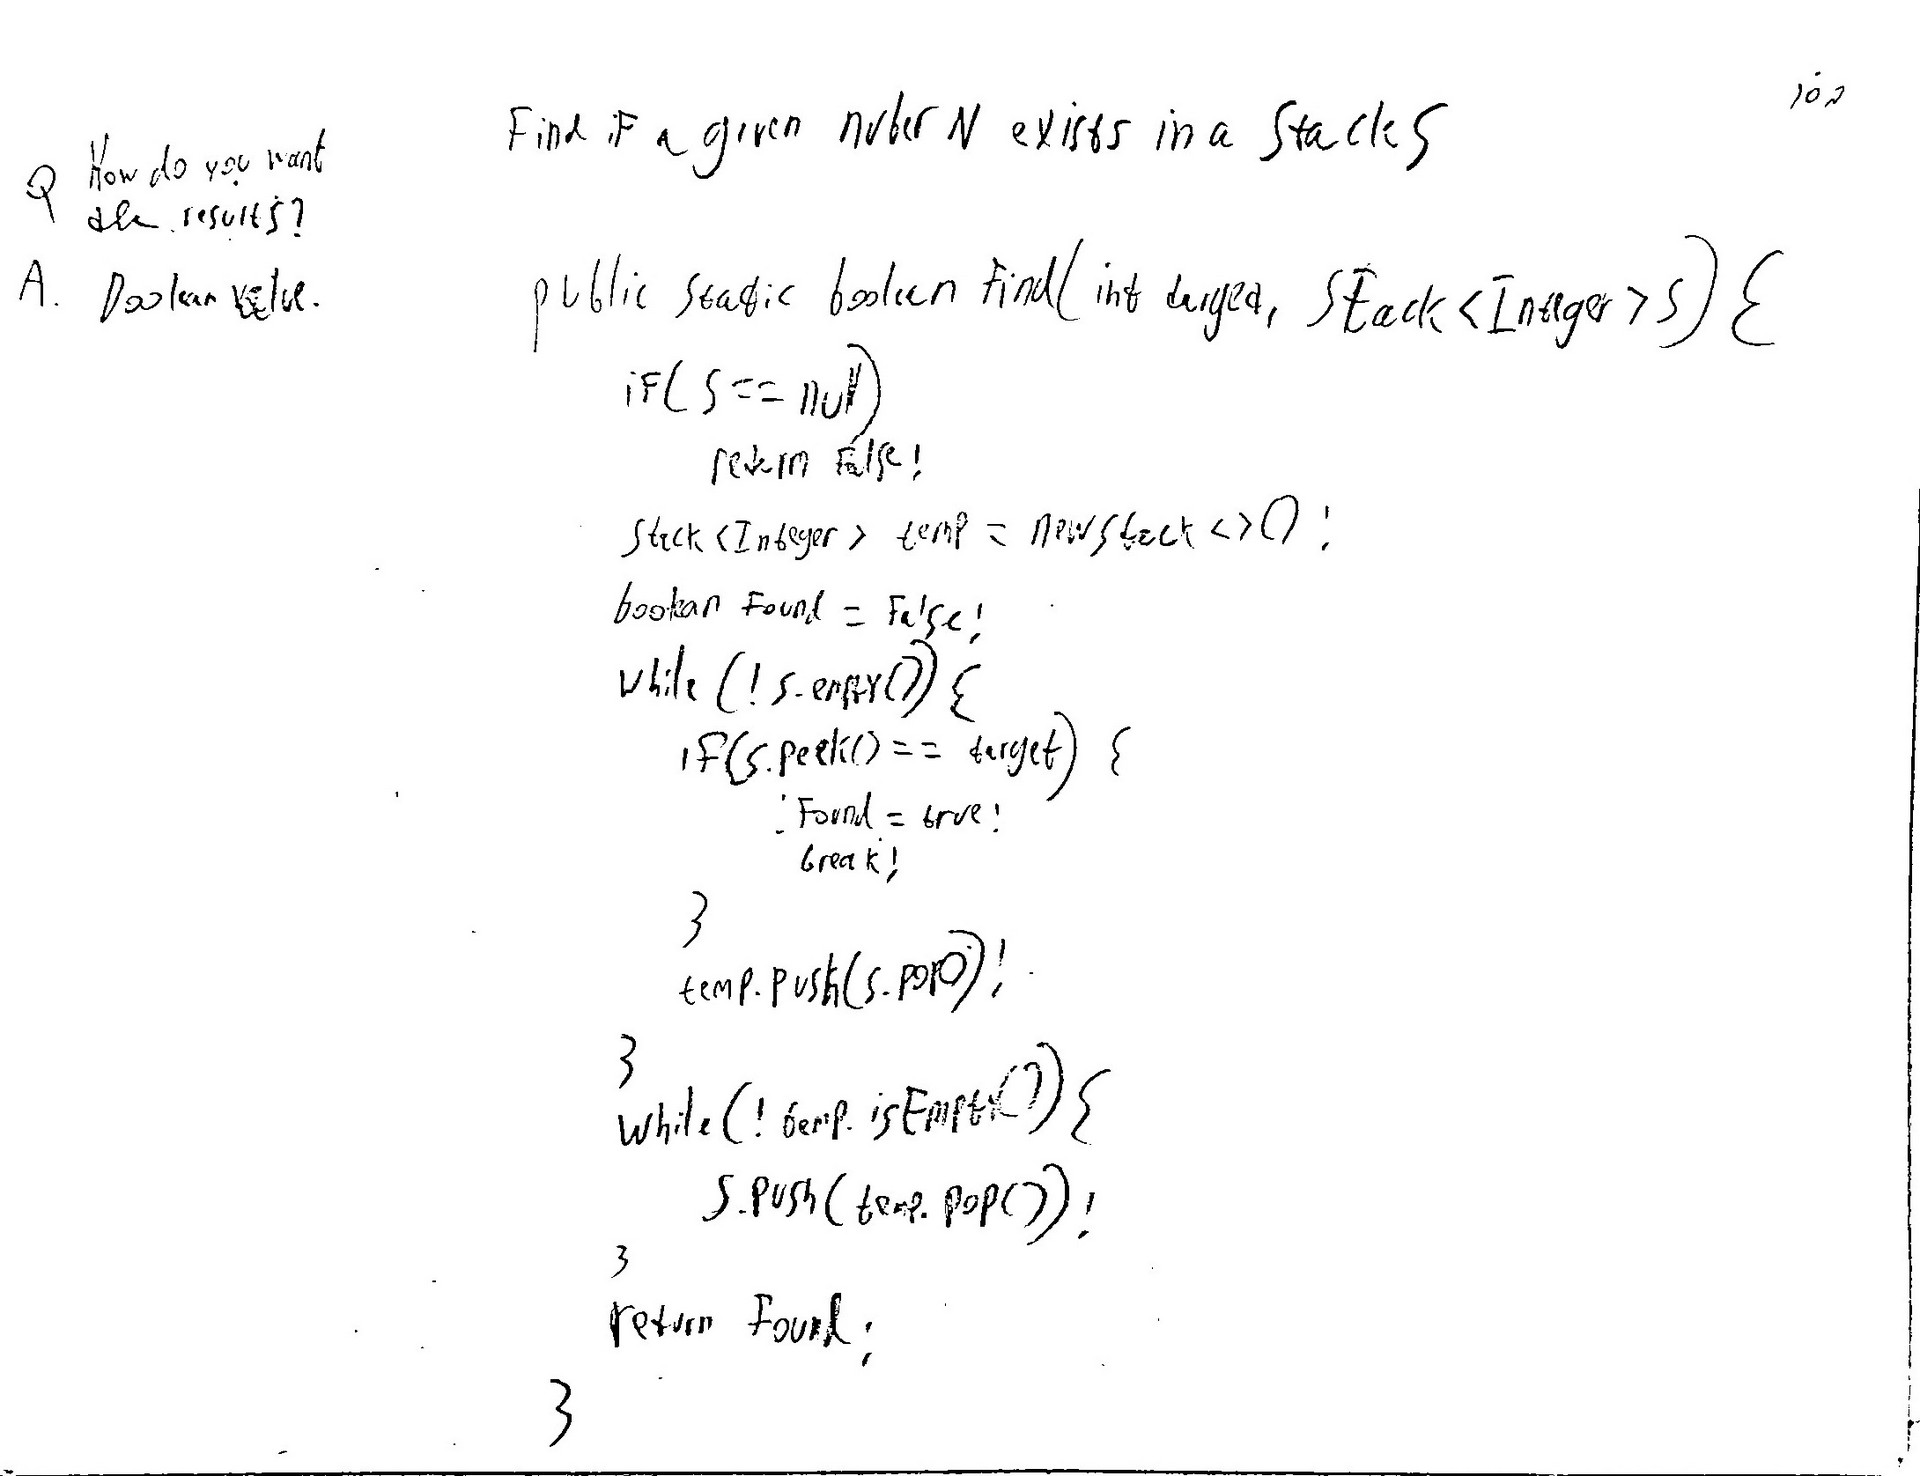 102
Find if a given nuber N exists in a Stack S
Q How do you want
the results?
A. Boolean value.
public static boolean find(int target, Stack<Integer> s) {
if( s == null)
return false;
Stack <Integer> temp = new Stack <>();
boolean found = false;
while (! s.empty()) {
if(s.peek() == target) {
found = true;
break;
}
temp.push(s.pop());
}
while(! temp.isEmpty()) {
s.push( temp.pop());
}
return found;
}